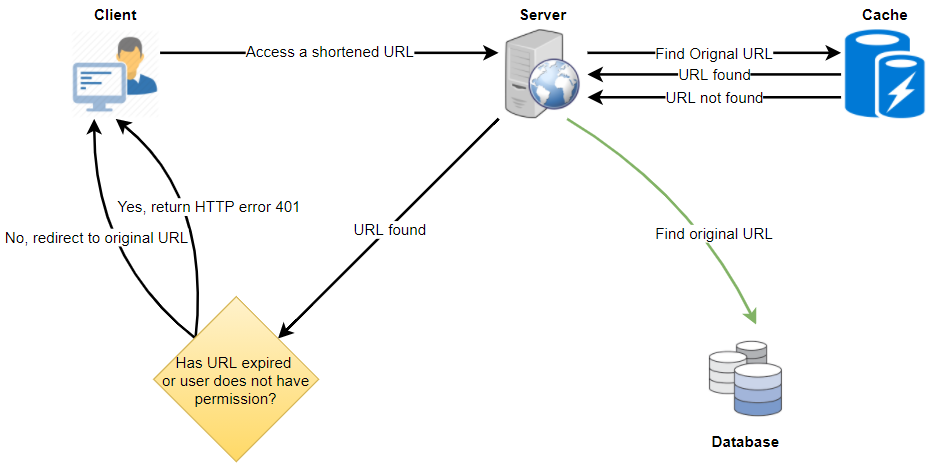 Client
Server
Cache
Access a shortened URL
Find Orignal URL
URL found
URL not found
Yes, return HTTP error 401
No, redirect to original URL
URL found
Find original URL
Has URL expired
or user does not have
permission?
Database